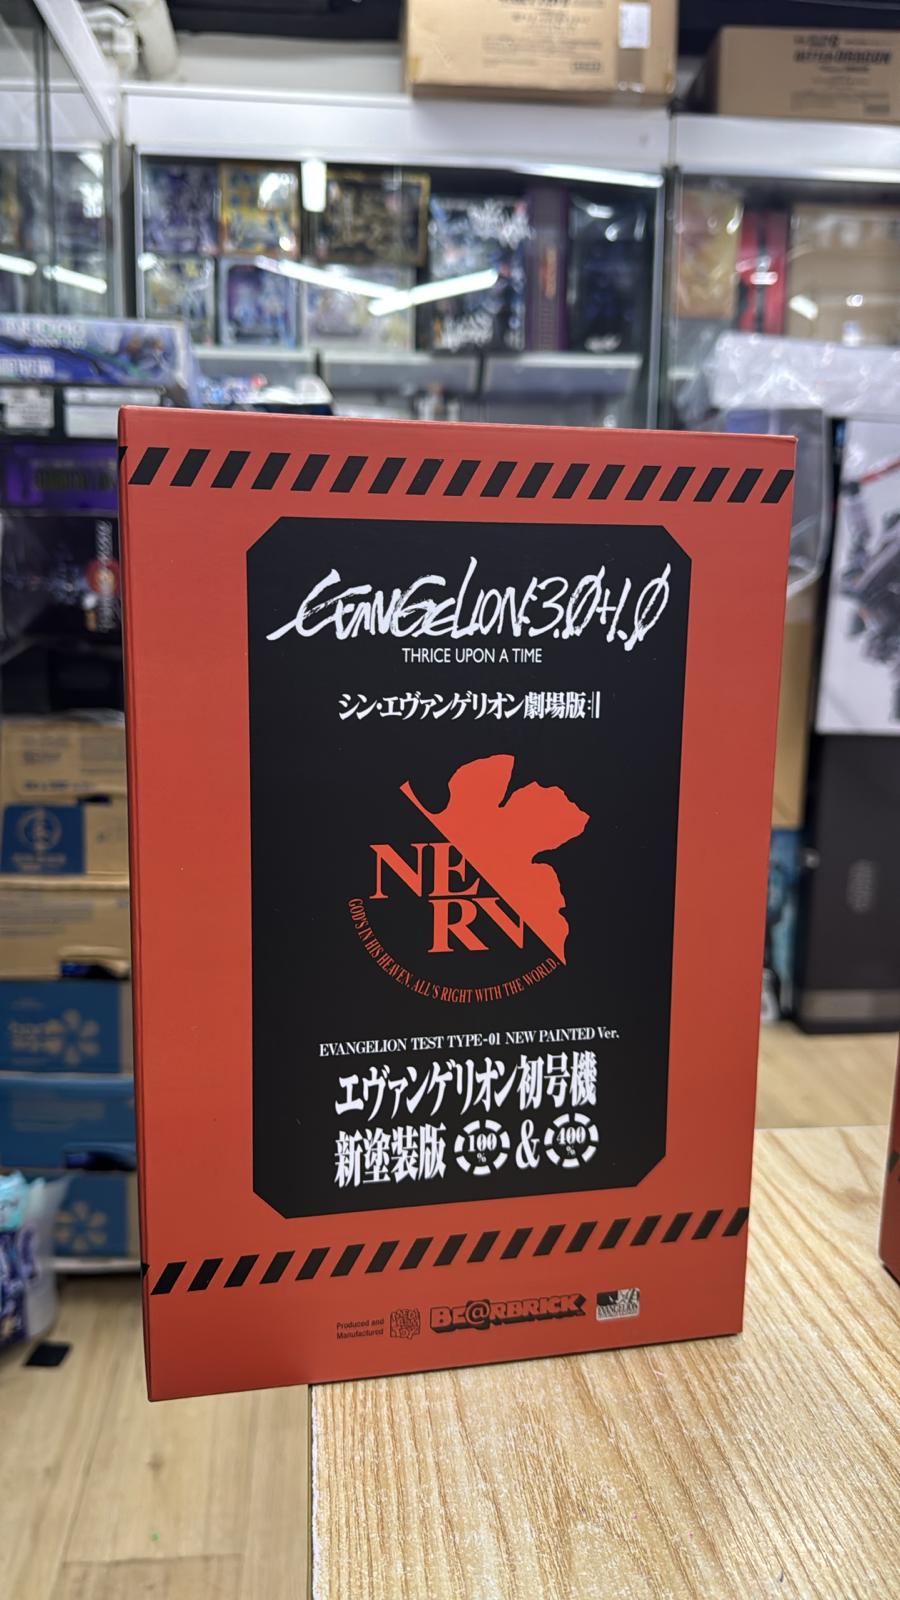 EVANGELION:3.0+1.0
THRICE UPON A TIME
シン・エヴァンゲリオン劇場版:||
NERV
GOD'S IN HIS HEAVEN. ALL'S RIGHT WITH THE WORLD.
EVANGELION TEST TYPE-01 NEW PAINTED Ver.
エヴァンゲリオン初号機
新塗装版 100% & 400%
Produced and
Manufactured
MEDICOM TOY
BE@RBRICK
EVANGELION